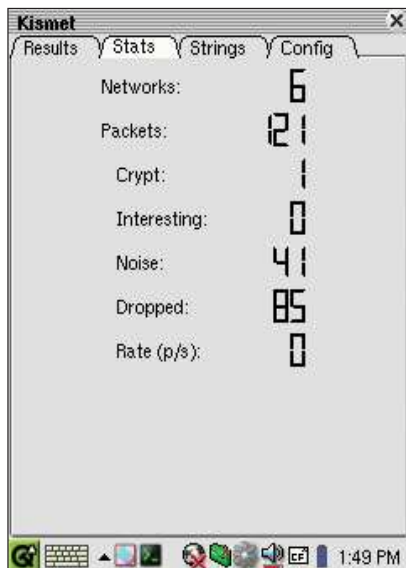 Kismet
Results Stats Strings Config
Networks: 6
Packets: 121
Crypt: 1
Interesting: 0
Noise: 41
Dropped: 85
Rate (p/s): 0
CF 1:49 PM